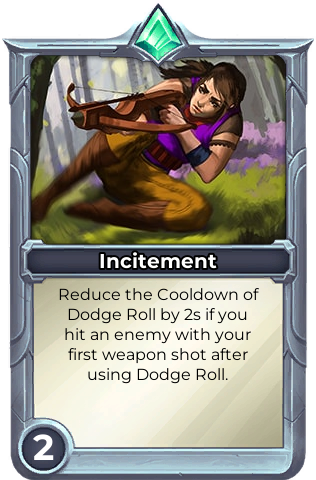 Incitement
Reduce the Cooldown of
Dodge Roll by 2s if you
hit an enemy with your
first weapon shot after
using Dodge Roll.
2